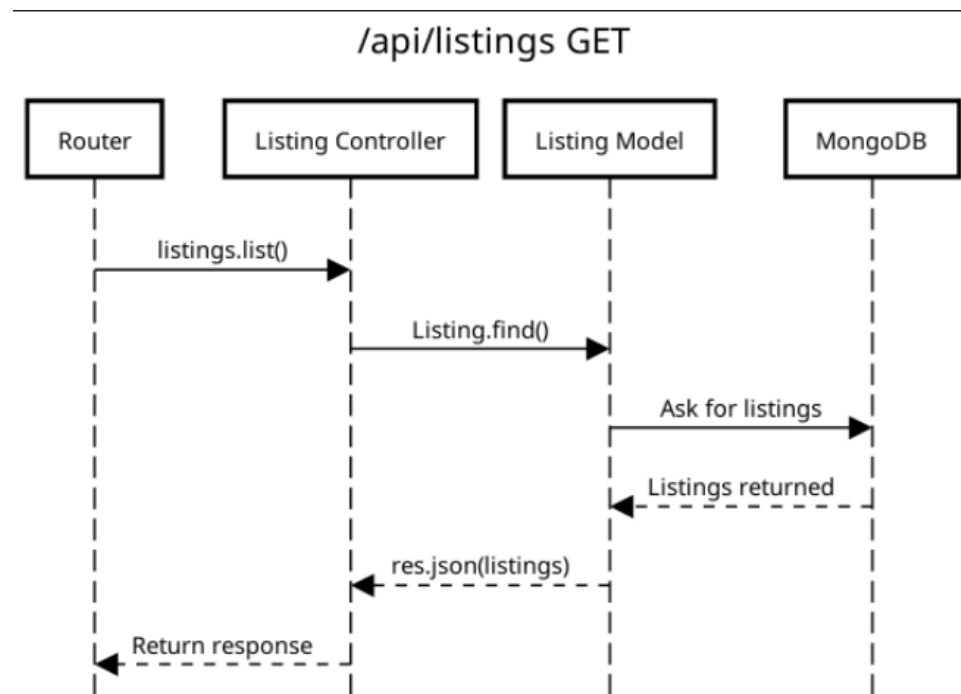 /api/listings GET
Router
Listing Controller
Listing Model
MongoDB
listings.list()
Listing.find()
Ask for listings
Listings returned
res.json(listings)
Return response